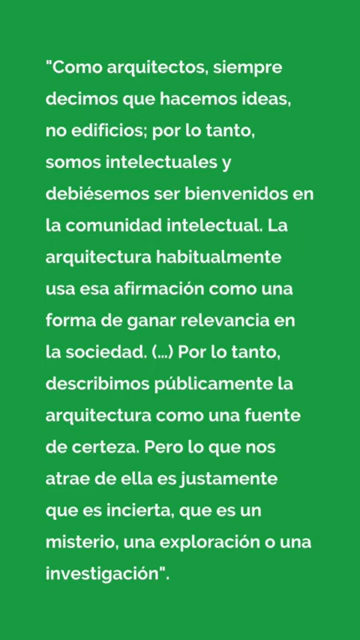 "Como arquitectos, siempre
decimos que hacemos ideas,
no edificios; por lo tanto,
somos intelectuales y
debiésemos ser bienvenidos en
la comunidad intelectual. La
arquitectura habitualmente
usa esa afirmación como una
forma de ganar relevancia en
la sociedad. (...) Por lo tanto,
describimos públicamente la
arquitectura como una fuente
de certeza. Pero lo que nos
atrae de ella es justamente
que es incierta, que es un
misterio, una exploración o una
investigación".